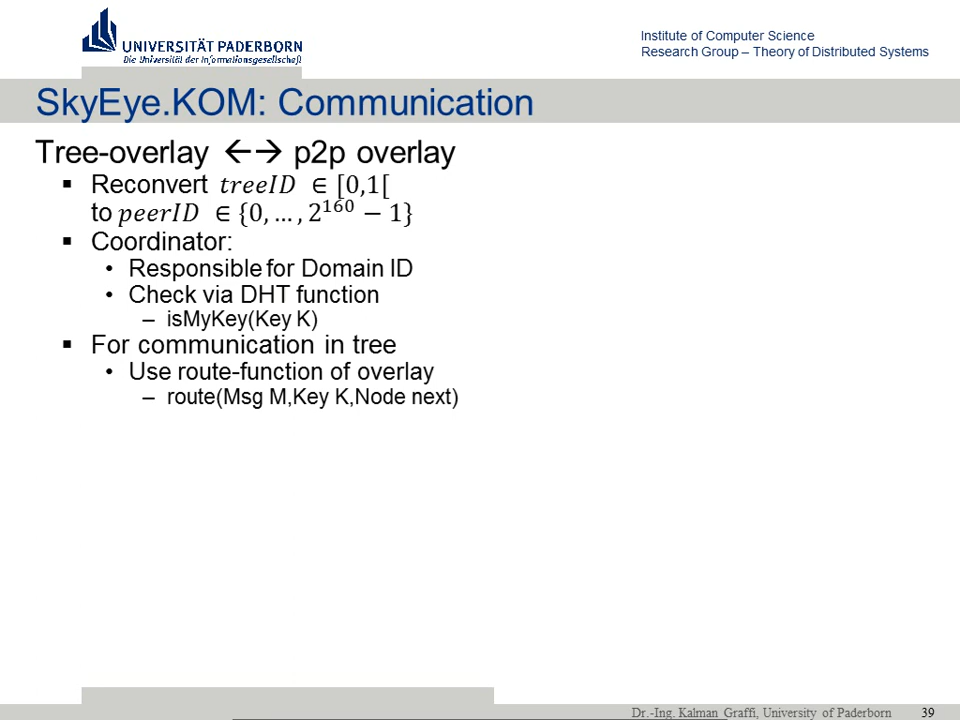 UNIVERSITÄT PADERBORN
Die Universität der Informationsgesellschaft
Institute of Computer Science
Research Group – Theory of Distributed Systems
SkyEye.KOM: Communication
Tree-overlay ←→ p2p overlay
▪ Reconvert treeID ∈ [0,1[
to peerID ∈ {0, … , 2^160 − 1}
▪ Coordinator:
• Responsible for Domain ID
• Check via DHT function
– isMyKey(Key K)
▪ For communication in tree
• Use route-function of overlay
– route(Msg M,Key K,Node next)
Dr.-Ing. Kalman Graffi, University of Paderborn 39